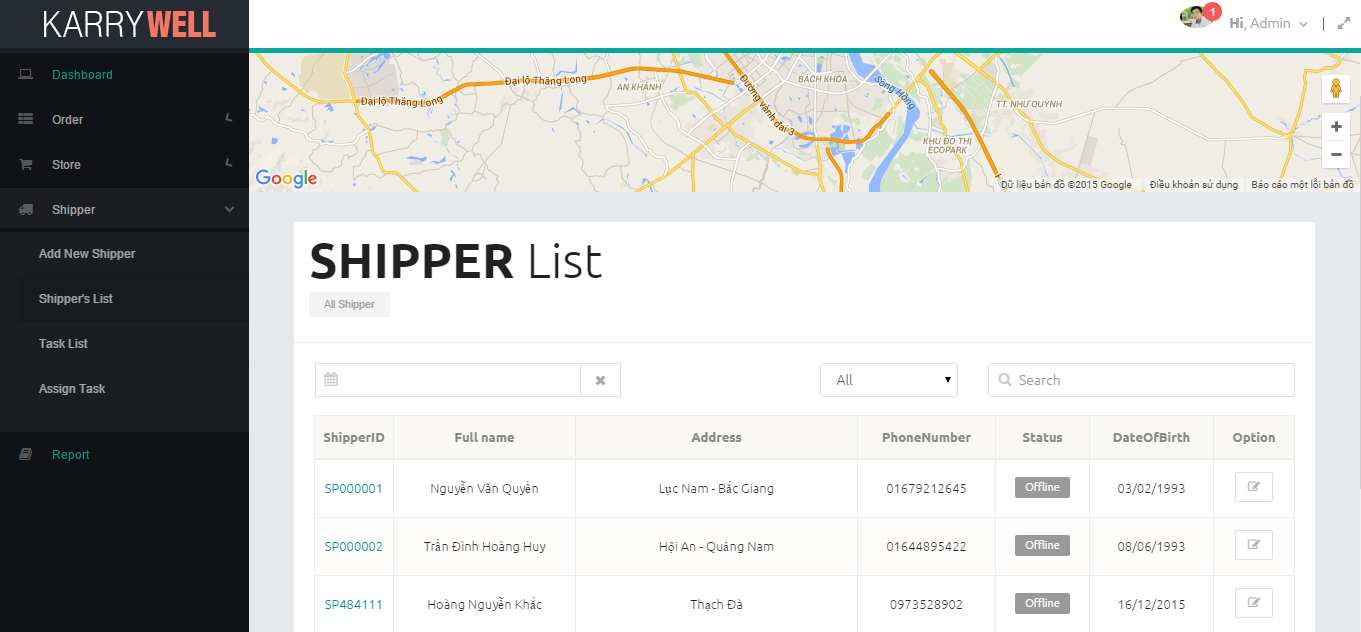 KARRYWELL
1
Hi, Admin
Dashboard
Order
Store
Shipper
Add New Shipper
Shipper's List
Task List
Assign Task
Report
Đại lộ Thăng Long
Đại lộ Thăng Long
AN KHÁNH
Đường vành đai 3
BÁCH KHOA
Sông Hồng
TT. NHƯ QUỲNH
KHU ĐÔ THỊ
ECOPARK
Google
Dữ liệu bản đồ ©2015 Google
Điều khoản sử dụng
Báo cáo một lỗi bản đồ
SHIPPER List
All Shipper
All
Search
ShipperID Full name Address PhoneNumber Status DateOfBirth Option
SP000001 Nguyễn Văn Quyền Lục Nam - Bắc Giang 01679212645 Offline 03/02/1993
SP000002 Trần Đình Hoàng Huy Hội An - Quảng Nam 01644895422 Offline 08/06/1993
SP484111 Hoàng Nguyễn Khắc Thạch Đà 0973528902 Offline 16/12/2015